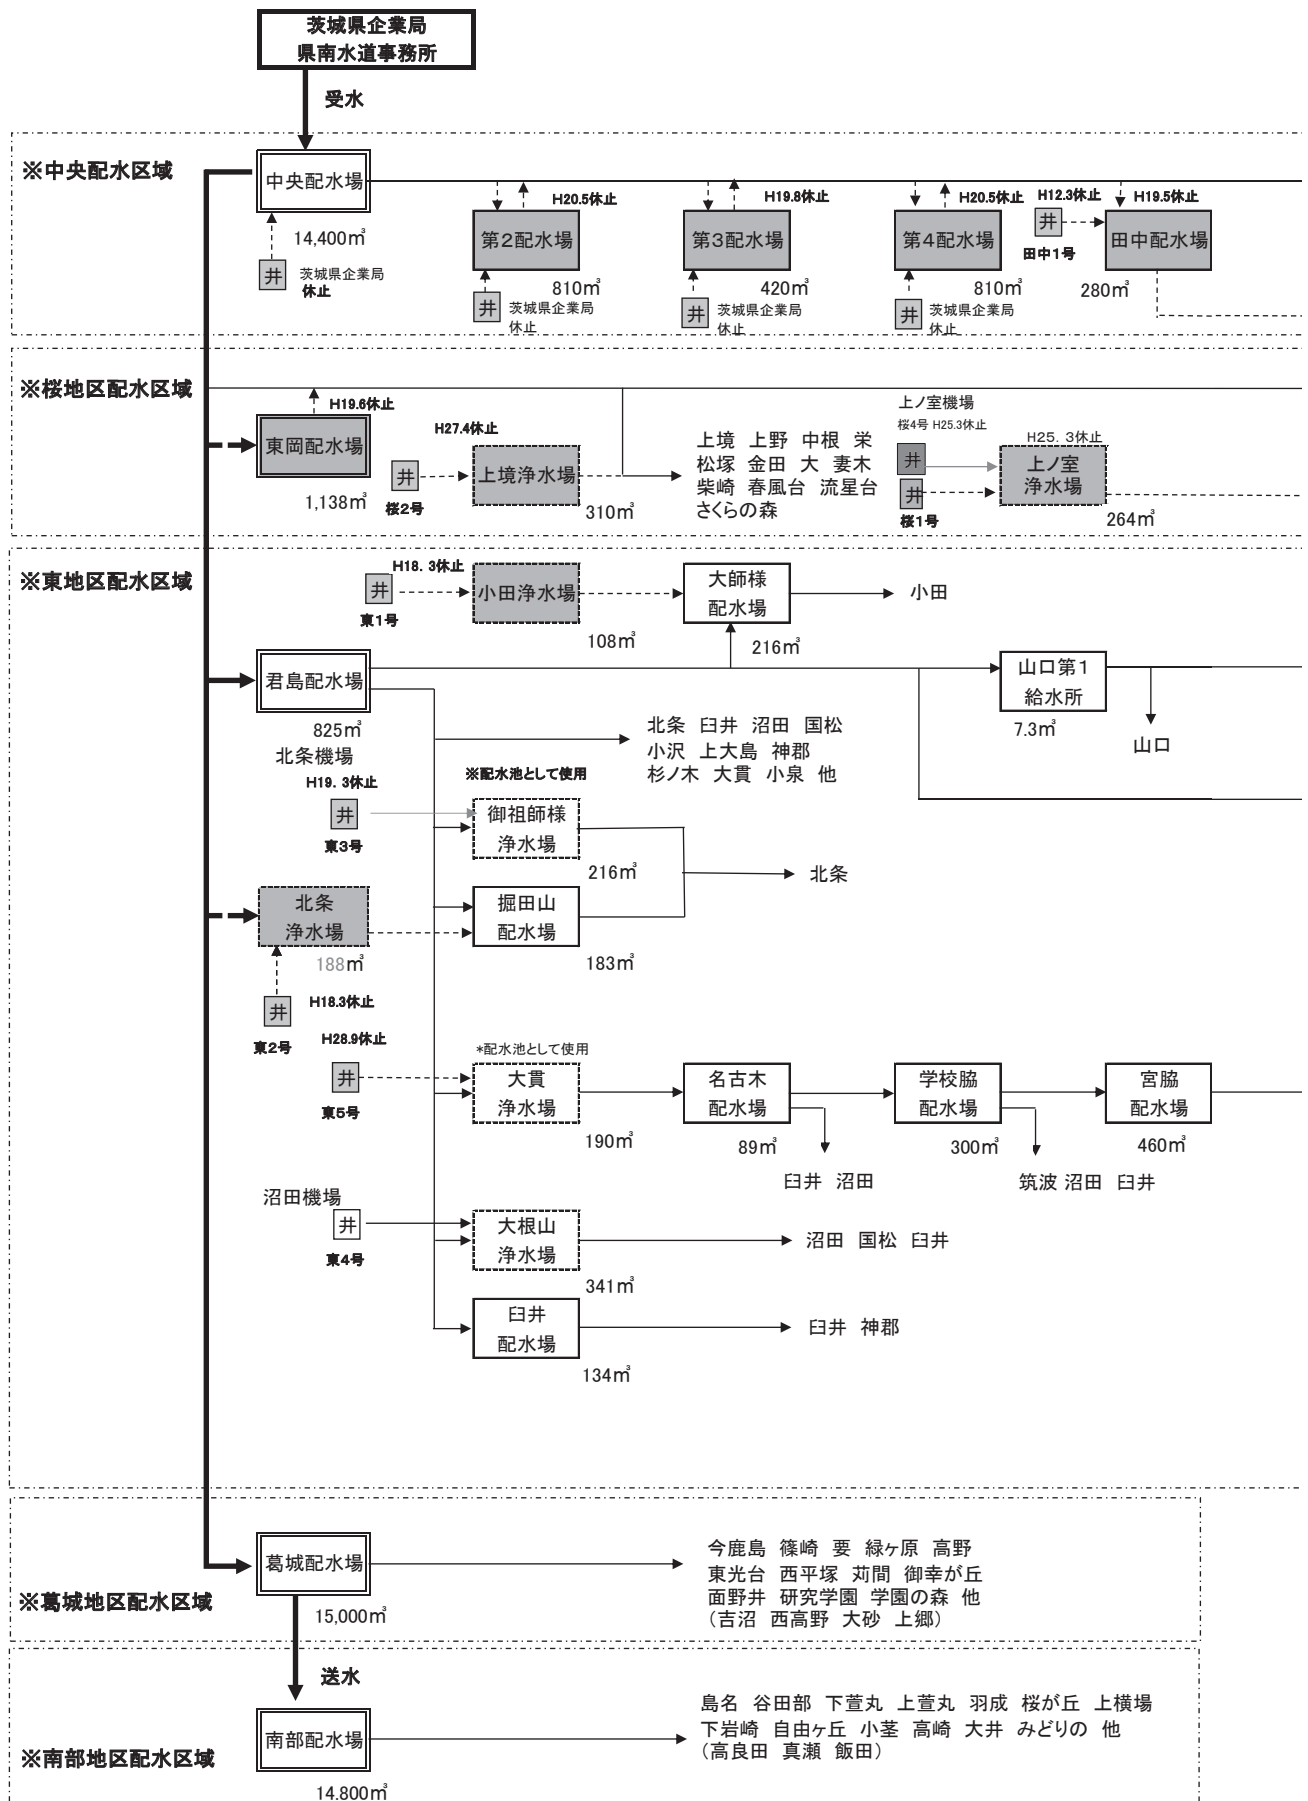 茨城県企業局
県南水道事務所
受水
※中央配水区域
中央配水場
14,400㎥
井
茨城県企業局
休止
H20.5休止
第2配水場
810㎥
井
茨城県企業局
休止
H19.8休止
第3配水場
420㎥
井
茨城県企業局
休止
H20.5休止
第4配水場
810㎥
井
茨城県企業局
休止
H12.3休止
井
田中1号
H19.5休止
田中配水場
280㎥
※桜地区配水区域
H19.6休止
東岡配水場
1,138㎥
H27.4休止
井
桜2号
上境浄水場
310㎥
上境 上野 中根 栄
松塚 金田 大 妻木
柴崎 春風台 流星台
さくらの森
上ノ室機場
桜4号 H25.3休止
井
井
桜1号
H25.3休止
上ノ室
浄水場
264㎥
※東地区配水区域
H18.3休止
井
東1号
小田浄水場
108㎥
大師様
配水場
216㎥
小田
君島配水場
825㎥
山口第1
給水所
7.3㎥
山口
北条 臼井 沼田 国松
小沢 上大島 神郡
杉ノ木 大貫 小泉 他
北条機場
H19.3休止
井
東3号
※配水池として使用
御祖師様
浄水場
216㎥
北条
北条
浄水場
188㎥
掘田山
配水場
183㎥
井
H18.3休止
東2号
H28.9休止
井
東5号
*配水池として使用
大貫
浄水場
190㎥
名古木
配水場
89㎥
臼井 沼田
学校脇
配水場
300㎥
筑波 沼田 臼井
宮脇
配水場
460㎥
沼田機場
井
東4号
大根山
浄水場
341㎥
沼田 国松 臼井
臼井
配水場
134㎥
臼井 神郡
葛城配水場
15,000㎥
※葛城地区配水区域
今鹿島 篠崎 要 緑ヶ原 高野
東光台 西平塚 苅間 御幸が丘
面野井 研究学園 学園の森 他
(吉沼 西高野 大砂 上郷)
送水
南部配水場
14.800㎥
※南部地区配水区域
島名 谷田部 下萱丸 上萱丸 羽成 桜が丘 上横場
下岩崎 自由ヶ丘 小茎 高崎 大井 みどりの 他
(高良田 真瀬 飯田)